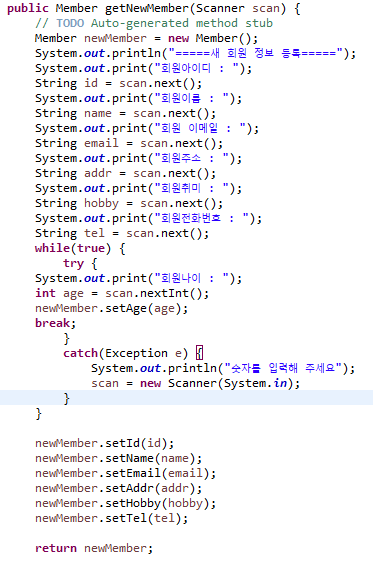 public Member getNewMember(Scanner scan) {
// TODO Auto-generated method stub
Member newMember = new Member();
System.out.println("=====새 회원 정보 등록=====");
System.out.print("회원아이디 : ");
String id = scan.next();
System.out.print("회원이름 : ");
String name = scan.next();
System.out.print("회원 이메일 : ");
String email = scan.next();
System.out.print("회원주소 : ");
String addr = scan.next();
System.out.print("회원취미 : ");
String hobby = scan.next();
System.out.print("회원전화번호 : ");
String tel = scan.next();
while(true) {
try {
System.out.print("회원나이 : ");
int age = scan.nextInt();
newMember.setAge(age);
break;
}
catch(Exception e) {
System.out.println("숫자를 입력해 주세요");
scan = new Scanner(System.in);
}
}
newMember.setId(id);
newMember.setName(name);
newMember.setEmail(email);
newMember.setAddr(addr);
newMember.setHobby(hobby);
newMember.setTel(tel);
return newMember;